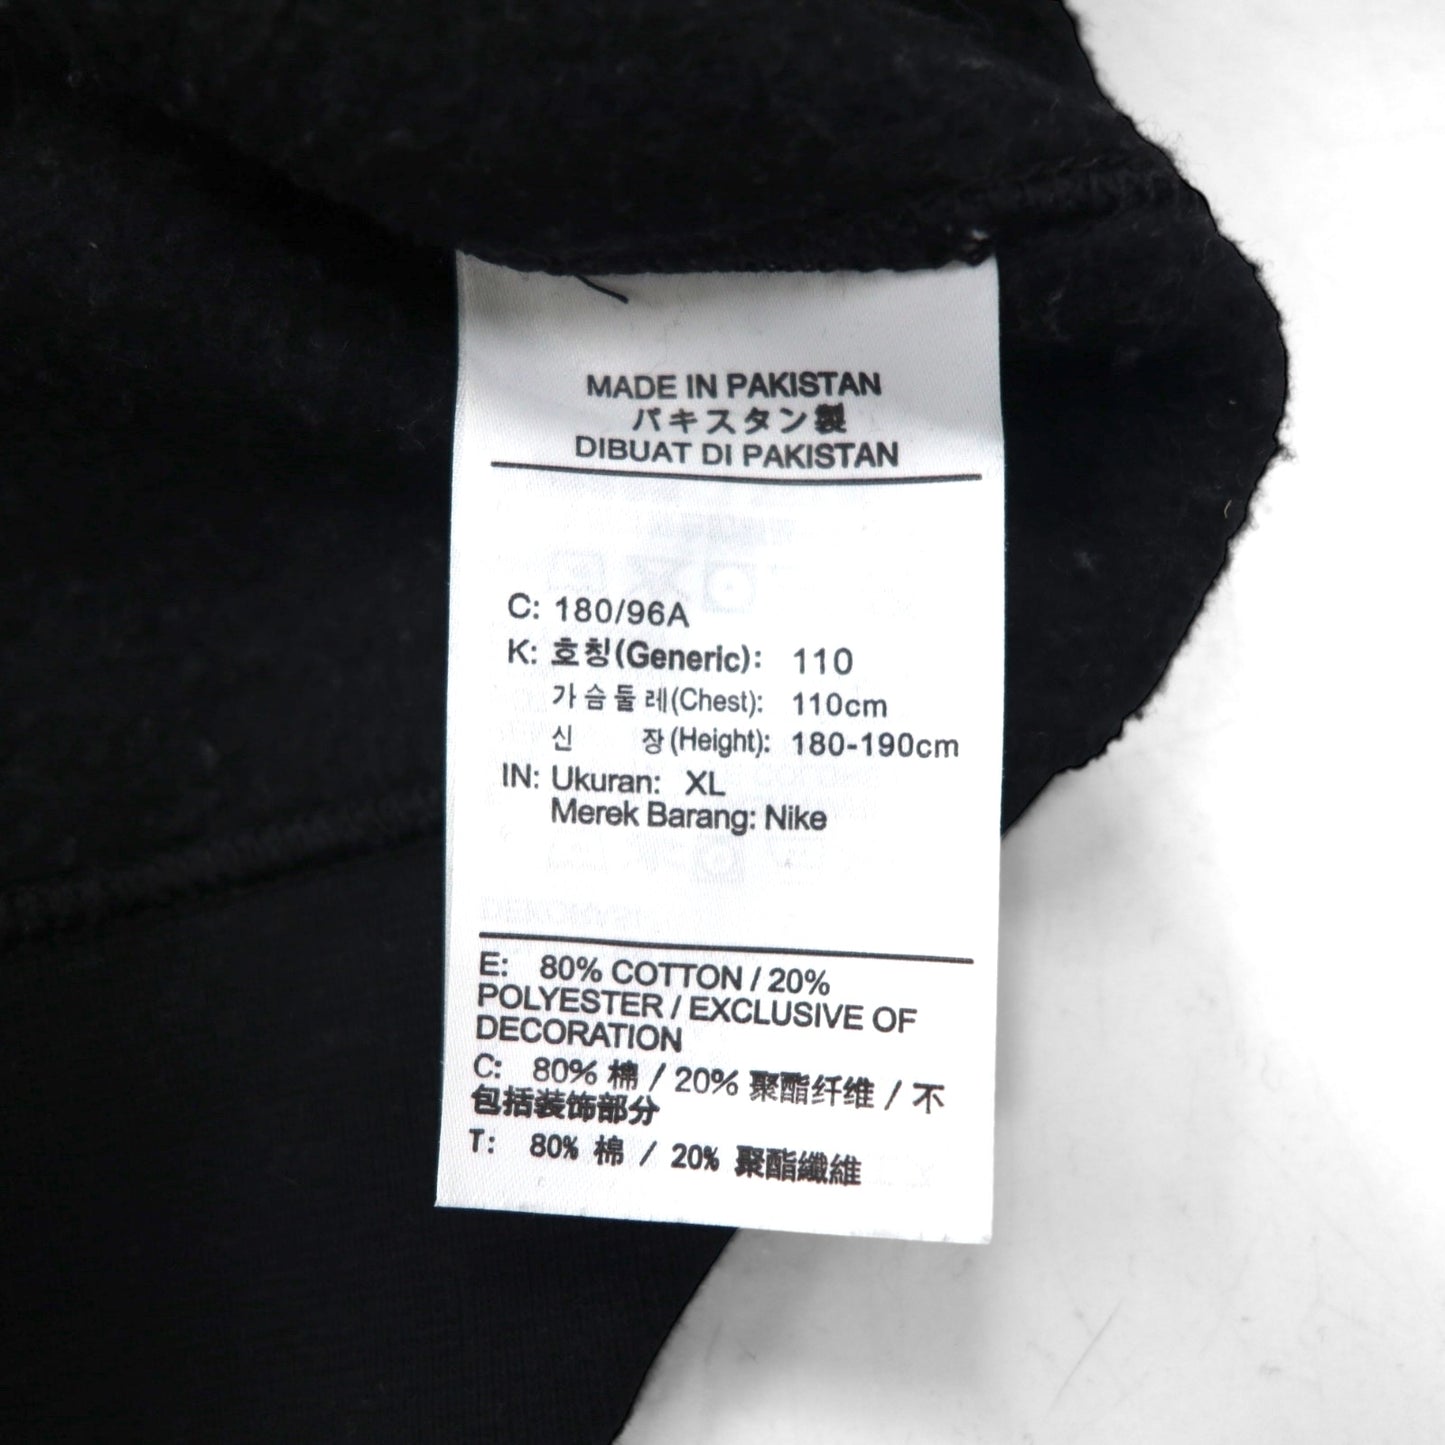 MADE IN PAKISTAN
パキスタン製
DIBUAT DI PAKISTAN
C: 180/96A
K: 호칭(Generic): 110
가슴둘레(Chest): 110cm
신 장(Height): 180-190cm
IN: Ukuran: XL
Merek Barang: Nike
E: 80% COTTON / 20%
POLYESTER / EXCLUSIVE OF
DECORATION
C: 80% 棉 / 20% 聚酯纤维 / 不
包括装饰部分
T: 80% 棉 / 20% 聚酯纖維